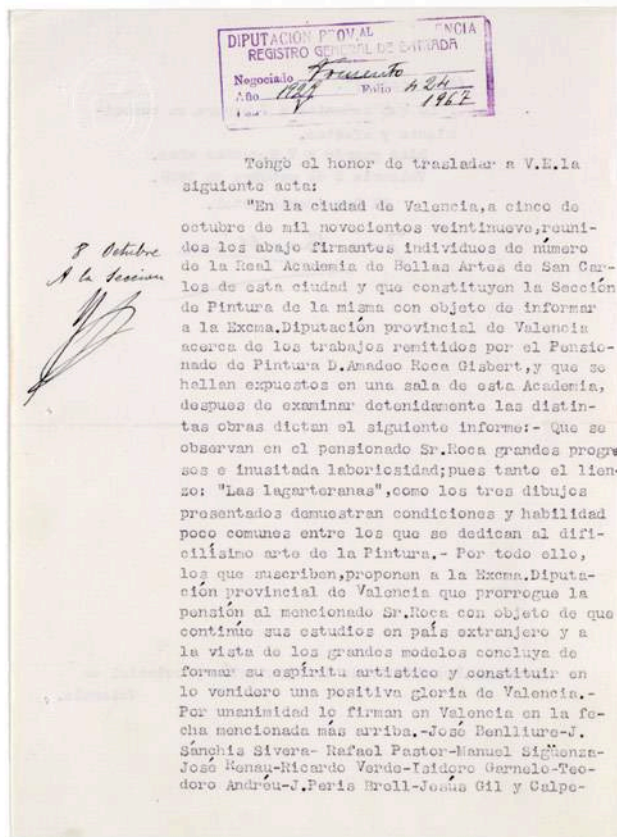 DIPUTACION PROV.AL ENCIA
REGISTRO GENERAL DE ENTRADA
Negociado Fomento
Año 1929 Folio 424
1967
Tengo el honor de trasladar a V.E.la
siguiente acta:
"En la ciudad de Valencia,a cinco de
octubre de mil novecientos veintinueve,reuni-
dos los abajo firmantes individuos de número
8 Octubre
de la Real Academia de Bellas Artes de San Car-
A la Seccion
los de esta ciudad y que constituyen la Sección
de Pintura de la misma con objeto de informar
a la Excma.Diputación provincial de Valencia
acerca de los trabajos remitidos por el Pensio-
nado de Pintura D.Amadeo Roca Gisbert,y que se
hallan expuestos en una sala de esta Academia,
despues de examinar detenidamente las distin-
tas obras dictan el siguiente informe:- Que se
observan en el pensionado Sr.Roca grandes progre
sos e inusitada laboriosidad;pues tanto el lien-
zo: "Las lagarteranas",como los tres dibujos
presentados demuestran condiciones y habilidad
poco comunes entre los que se dedican al difi-
cilísimo arte de la Pintura.- Por todo ello,
los que suscriben,proponen a la Excma.Diputa-
ción provincial de Valencia que prorrogue la
pensión al mencionado Sr.Roca con objeto de que
continúe sus estudios en país extranjero y a
la vista de los grandes modelos concluya de
formar su espíritu artistico y constituir en
lo venidero una positiva gloria de Valencia.-
Por unanimidad lo firman en Valencia en la fe-
cha mencionada más arriba.-José Benlliure-J.
Sánchis Sivera- Rafael Pastor-Manuel Sigüenza-
José Renau-Ricardo Verde-Isidoro Garnelo-Teo-
doro Andréu-J.Peris Brell-Jesús Gil y Calpe-